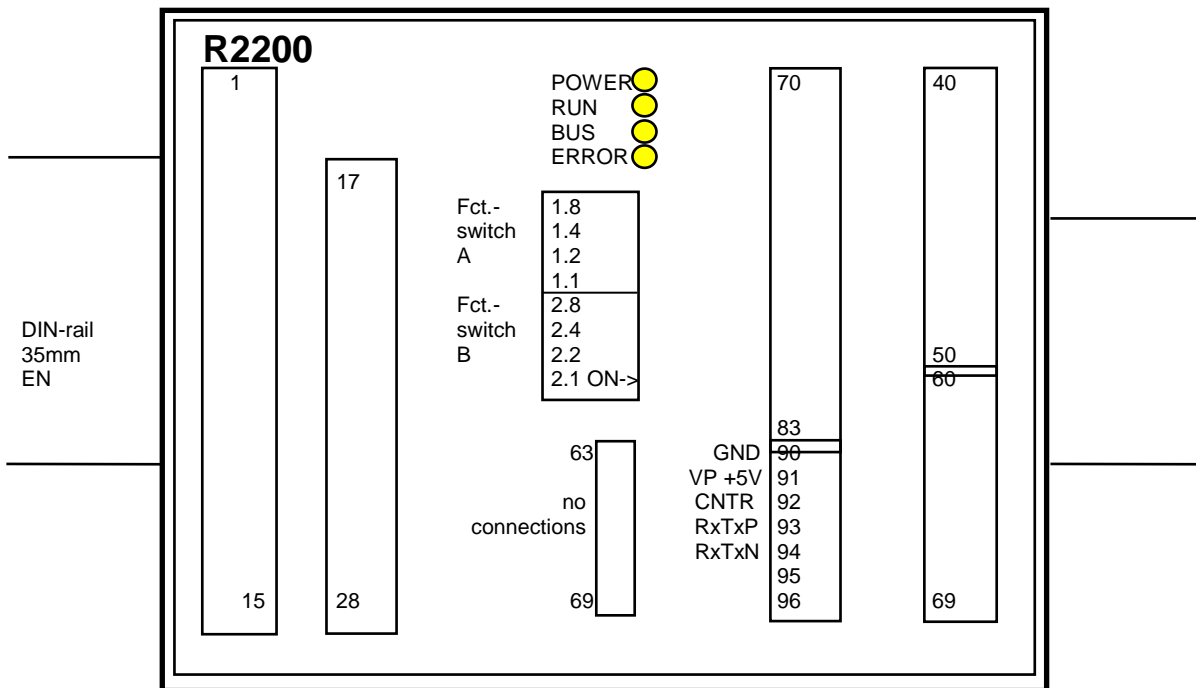 R2200
1
15
17
28
POWER
RUN
BUS
ERROR
Fct.-
switch
A
1.8
1.4
1.2
1.1
Fct.-
switch
B
2.8
2.4
2.2
2.1 ON->
DIN-rail
35mm
EN
63
no
connections
69
70
83
GND 90
VP +5V 91
CNTR 92
RxTxP 93
RxTxN 94
95
96
40
50
60
69